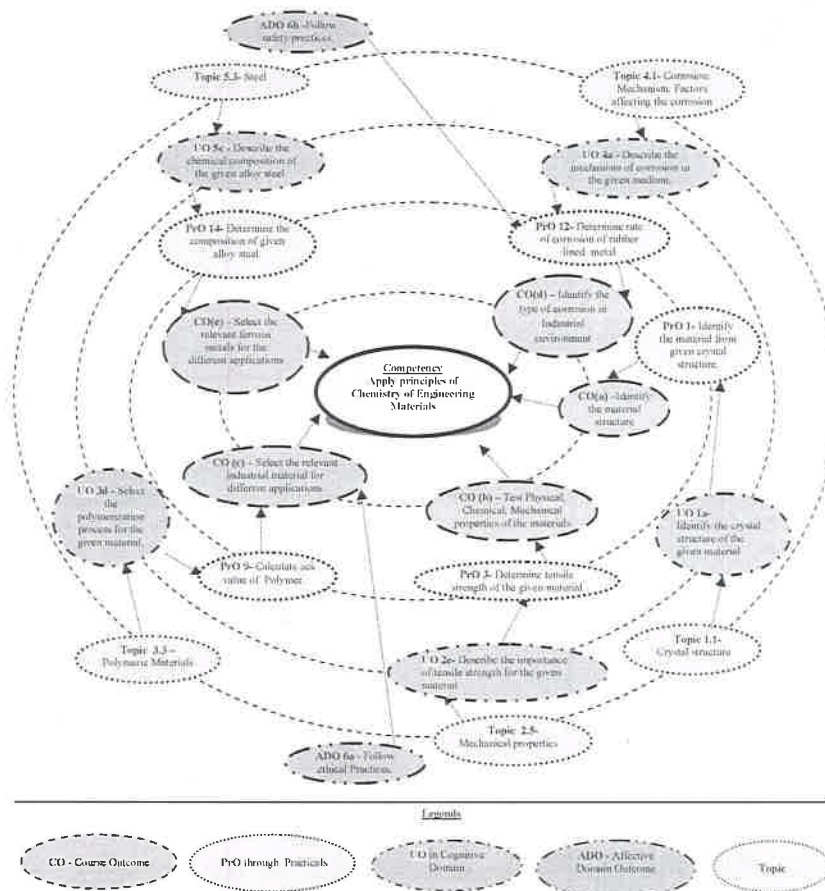 ADO 6b -Follow
safety practices.
Topic 5.3- Steel
Topic 4.1- Corrosion:
Mechanism, Factors
affecting the corrosion
UO 5c - Describe the
chemical composition of
the given alloy steel
UO 4a - Describe the
mechanism of corrosion in
the given medium.
PrO 14- Determine the
composition of given
alloy steel
PrO 12- Determine rate
of corrosion of rubber
lined metal
CO(e) – Select the
relevant ferrous
metals for the
different applications
CO(d) – Identify the
type of corrosion in
Industrial
environment
PrO 1- Identify
the material from
given crystal
structure.
Competency
Apply principles of
Chemistry of Engineering
Materials
CO(a) -Identify
the material
structure
CO (c) – Select the relevant
industrial material for
different applications
UO 3d - Select
the
polymerization
process for the
given material.
CO (b) – Test Physical,
Chemical, Mechanical
properties of the materials
UO 1a-
Identify the crystal
structure of the
given material
PrO 9- Calculate
value of Polymer
PrO 3- Determine tensile
strength of the given material
Topic 3.3 –
Polymeric Materials
Topic 1.1-
Crystal structure
UO 2e- Describe the importance
of tensile strength for the given
material
Topic 2.5-
Mechanical properties
ADO 6a - Follow
ethical Practices.
Legends
CO - Course Outcome
PrO through Practicals
UO in Cognitive
Domain
ADO - Affective
Domain Outcome
Topic